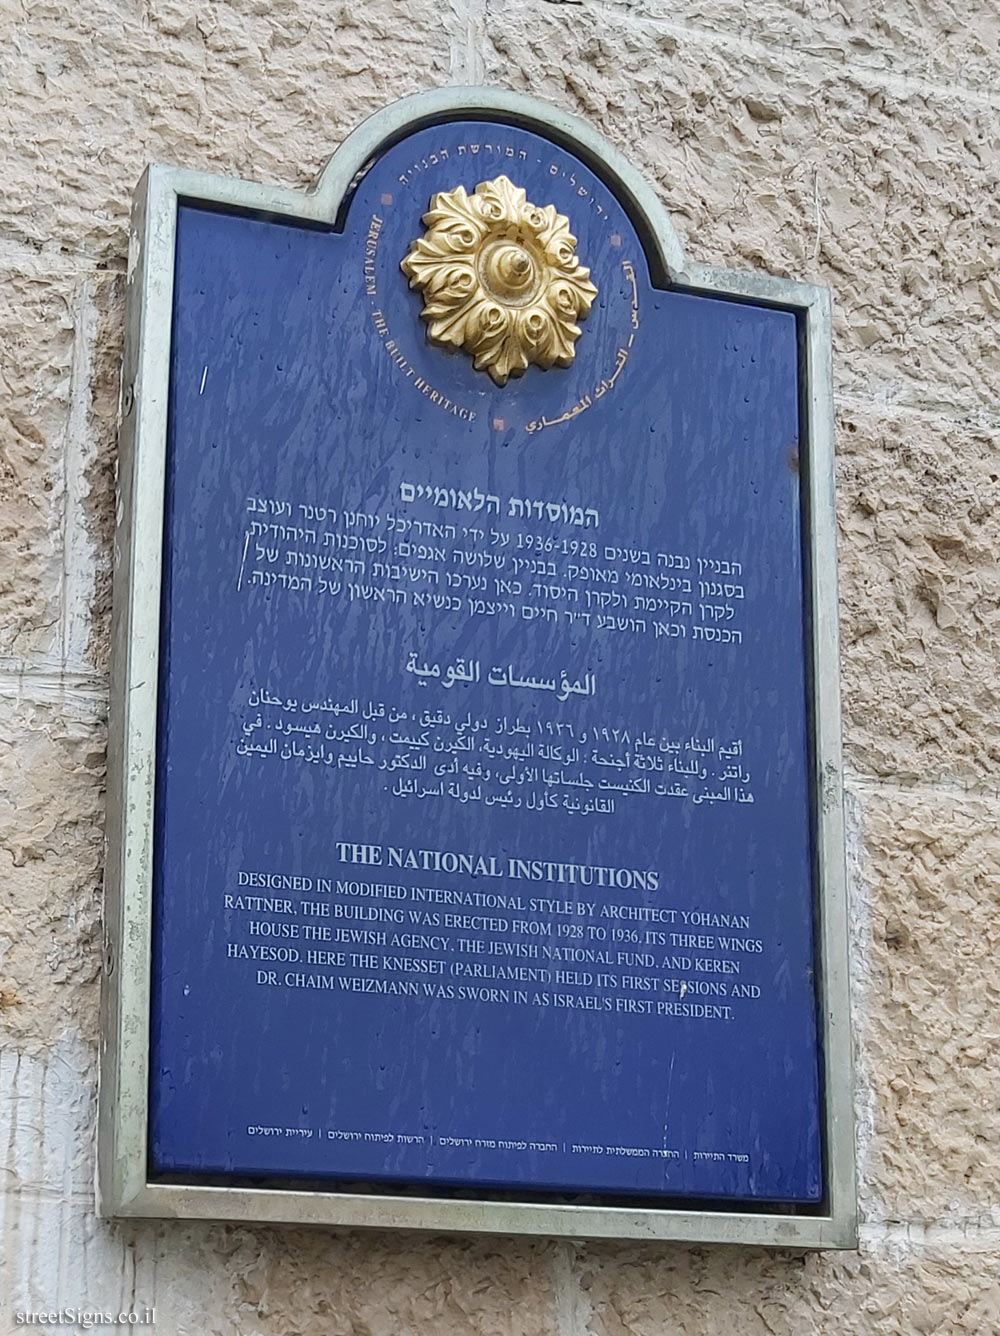 ירושלים - המורשת הבנויה
JERUSALEM · THE BUILT HERITAGE
القدس - التراث المعماري
המוסדות הלאומיים
הבניין נבנה בשנים 1936-1928 על ידי האדריכל יוחנן רטנר ועוצב
בסגנון בינלאומי מאופק. בבניין שלושה אגפים: לסוכנות היהודית,
לקרן הקיימת ולקרן היסוד. כאן נערכו הישיבות הראשונות של
הכנסת וכאן הושבע ד"ר חיים וייצמן כנשיא הראשון של המדינה.
المؤسسات القومية
أقيم البناء بين عام ١٩٢٨ و ١٩٣٦ بطراز دولي دقيق ، من قبل المهندس يوحنان
راتنر . وللبناء ثلاثة أجنحة : الوكالة اليهودية، الكيرن كييمت ، والكيرن هيسود . في
هذا المبنى عقدت الكنيست جلساتها الأولى، وفيه أدى الدكتور حاييم وايزمان اليمين
القانونية كأول رئيس لدولة اسرائيل .
THE NATIONAL INSTITUTIONS
DESIGNED IN MODIFIED INTERNATIONAL STYLE BY ARCHITECT YOHANAN
RATTNER, THE BUILDING WAS ERECTED FROM 1928 TO 1936. ITS THREE WINGS
HOUSE THE JEWISH AGENCY, THE JEWISH NATIONAL FUND, AND KEREN
HAYESOD. HERE THE KNESSET (PARLIAMENT) HELD ITS FIRST SESSIONS AND
DR. CHAIM WEIZMANN WAS SWORN IN AS ISRAEL'S FIRST PRESIDENT.
משרד התיירות | החברה הממשלתית לתיירות | החברה לפיתוח מזרח ירושלים | הרשות לפיתוח ירושלים | עיריית ירושלים
streetSigns.co.il